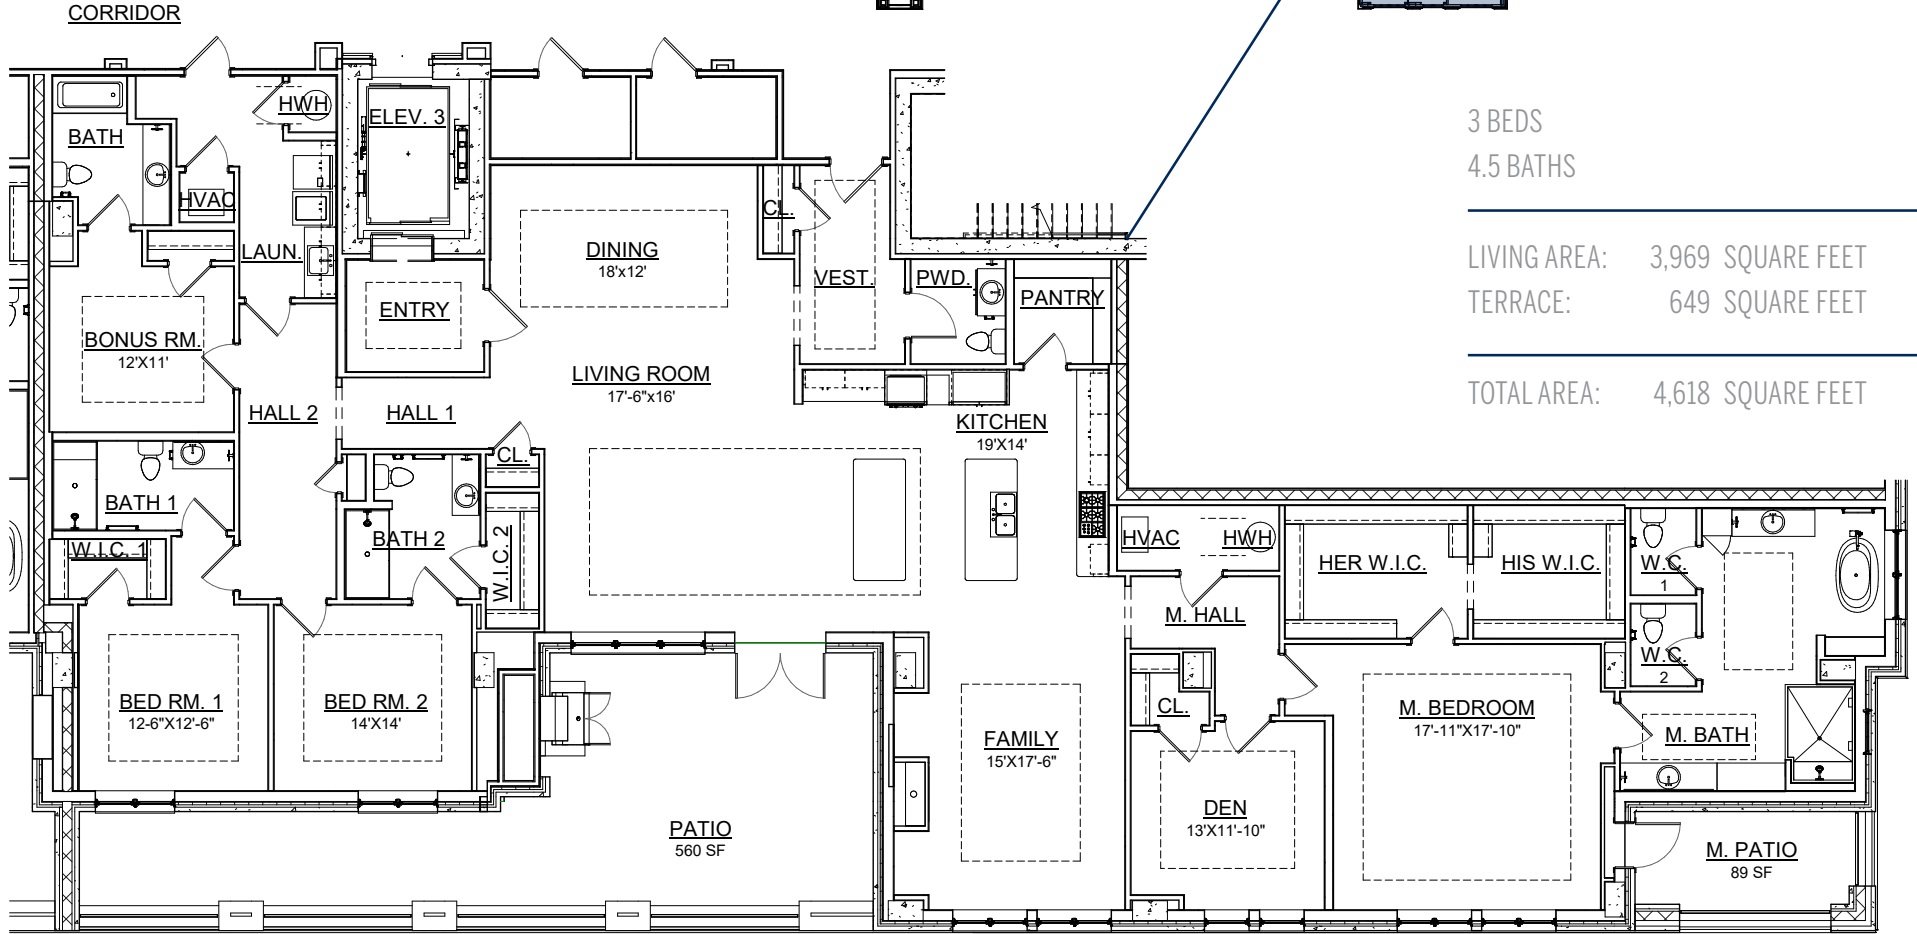 CORRIDOR
3 BEDS
4.5 BATHS
LIVING AREA: 3,969 SQUARE FEET
TERRACE: 649 SQUARE FEET
TOTAL AREA: 4,618 SQUARE FEET
HWH
ELEV. 3
BATH
HVAC
CL.
LAUN.
DINING
18'x12'
VEST.
PWD.
PANTRY
ENTRY
BONUS RM.
12'X11'
LIVING ROOM
17'-6"x16'
HALL 2
HALL 1
KITCHEN
19'X14'
CL.
BATH 1
BATH 2
W.I.C. 2
W.I.C. 1
HVAC
HWH
HER W.I.C.
HIS W.I.C.
W.C.
1
M. HALL
W.C.
2
BED RM. 1
12-6"X12'-6"
BED RM. 2
14'X14'
CL.
M. BEDROOM
17'-11"X17'-10"
M. BATH
FAMILY
15'X17'-6"
DEN
13'X11'-10"
PATIO
560 SF
M. PATIO
89 SF